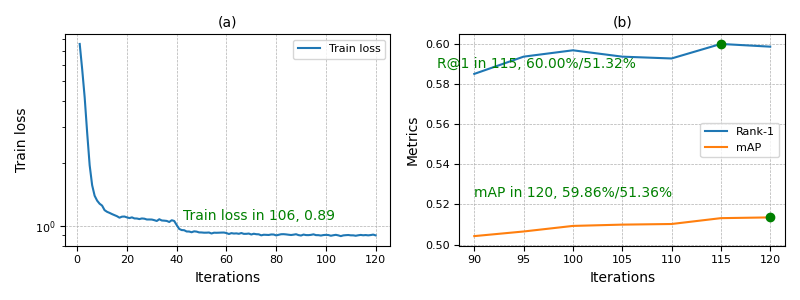 (a)
Train loss
Train loss
10⁰
Train loss in 106, 0.89
0 20 40 60 80 100 120
Iterations
(b)
Metrics
0.60
0.58
0.56
0.54
0.52
0.50
R@1 in 115, 60.00%/51.32%
Rank-1
mAP
mAP in 120, 59.86%/51.36%
90 95 100 105 110 115 120
Iterations